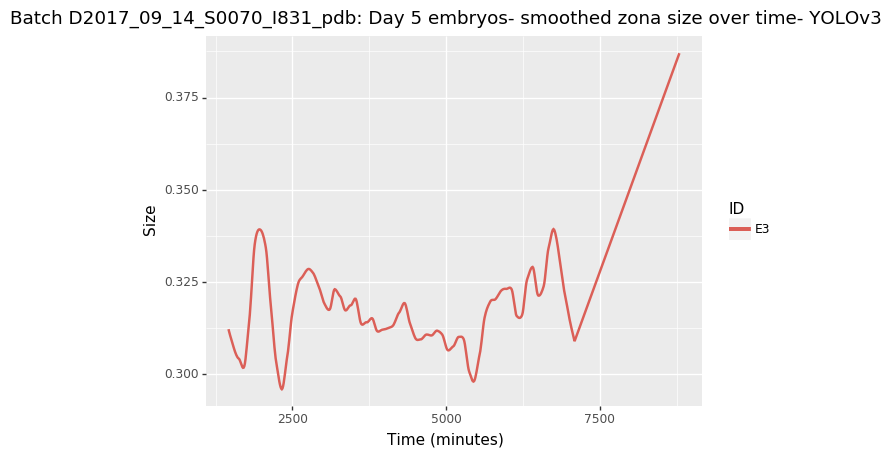 Batch D2017_09_14_S0070_I831_pdb: Day 5 embryos- smoothed zona size over time- YOLOv3
0.375
0.350
0.325
0.300
Size
2500
5000
7500
Time (minutes)
ID
E3